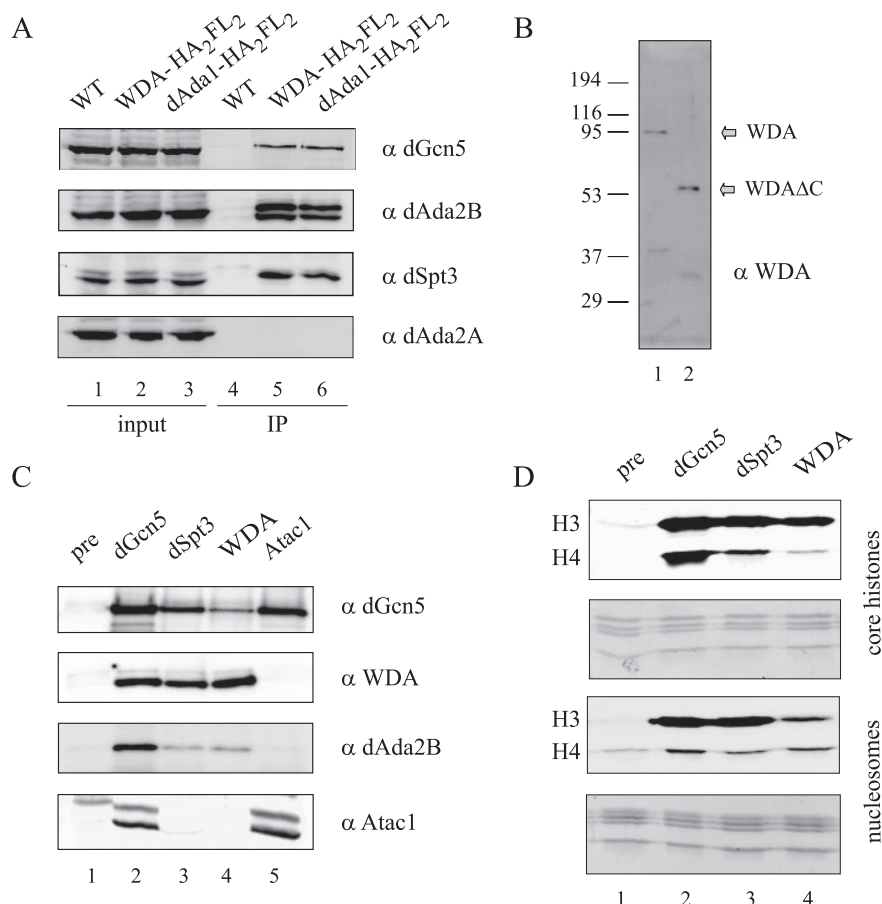 A
WT WDA-HA2FL2 dAda1-HA2FL2 WT WDA-HA2FL2 dAda1-HA2FL2
α dGcn5
α dAda2B
α dSpt3
α dAda2A
1 2 3 4 5 6
input IP
B
194
116
95
53
37
29
WDA
WDAΔC
α WDA
1 2
C
pre dGcn5 dSpt3 WDA Atac1
α dGcn5
α WDA
α dAda2B
α Atac1
1 2 3 4 5
D
pre dGcn5 dSpt3 WDA
H3
H4
core histones
H3
H4
nucleosomes
1 2 3 4